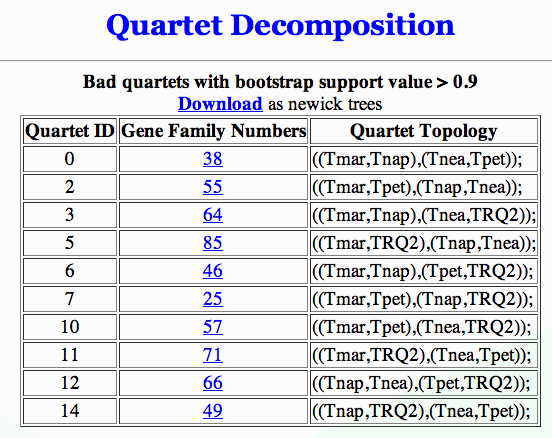 Quartet Decomposition
Bad quartets with bootstrap support value > 0.9
Download as newick trees
Quartet ID Gene Family Numbers Quartet Topology
0 38 ((Tmar,Tnap),(Tnea,Tpet));
2 55 ((Tmar,Tpet),(Tnap,Tnea));
3 64 ((Tmar,Tnap),(Tnea,TRQ2));
5 85 ((Tmar,TRQ2),(Tnap,Tnea));
6 46 ((Tmar,Tnap),(Tpet,TRQ2));
7 25 ((Tmar,Tpet),(Tnap,TRQ2));
10 57 ((Tmar,Tpet),(Tnea,TRQ2));
11 71 ((Tmar,TRQ2),(Tnea,Tpet));
12 66 ((Tnap,Tnea),(Tpet,TRQ2));
14 49 ((Tnap,TRQ2),(Tnea,Tpet));